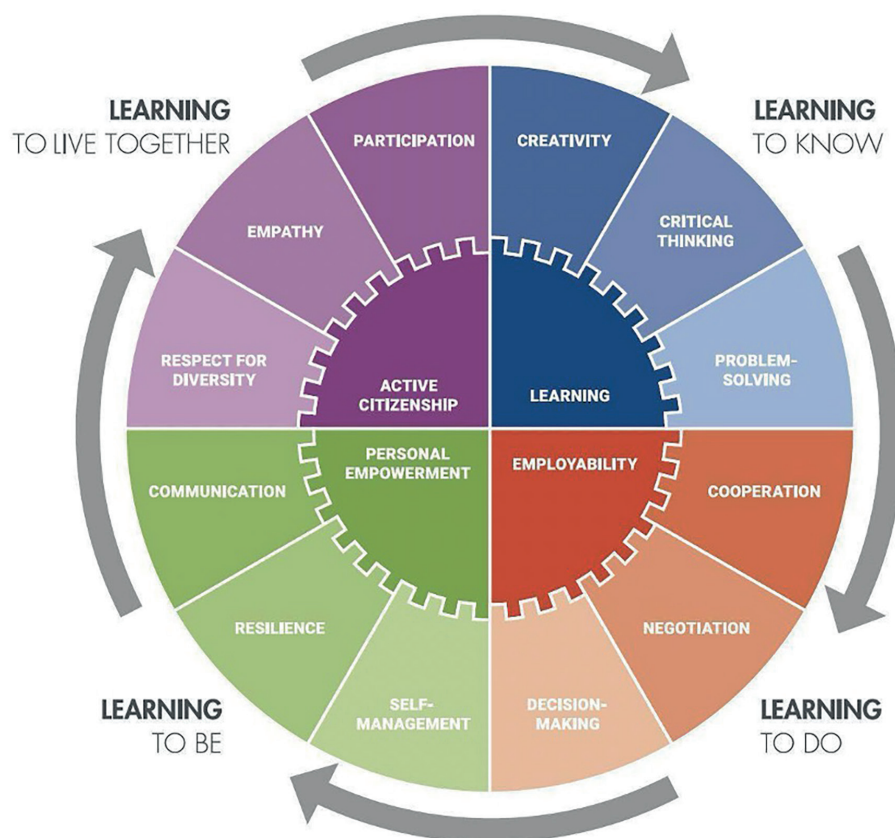 LEARNING
TO LIVE TOGETHER
LEARNING
TO KNOW
PARTICIPATION
CREATIVITY
EMPATHY
CRITICAL
THINKING
RESPECT FOR
DIVERSITY
PROBLEM-
SOLVING
ACTIVE
CITIZENSHIP
LEARNING
PERSONAL
EMPOWERMENT
EMPLOYABILITY
COMMUNICATION
COOPERATION
RESILIENCE
NEGOTIATION
SELF-
MANAGEMENT
DECISION-
MAKING
LEARNING
TO BE
LEARNING
TO DO